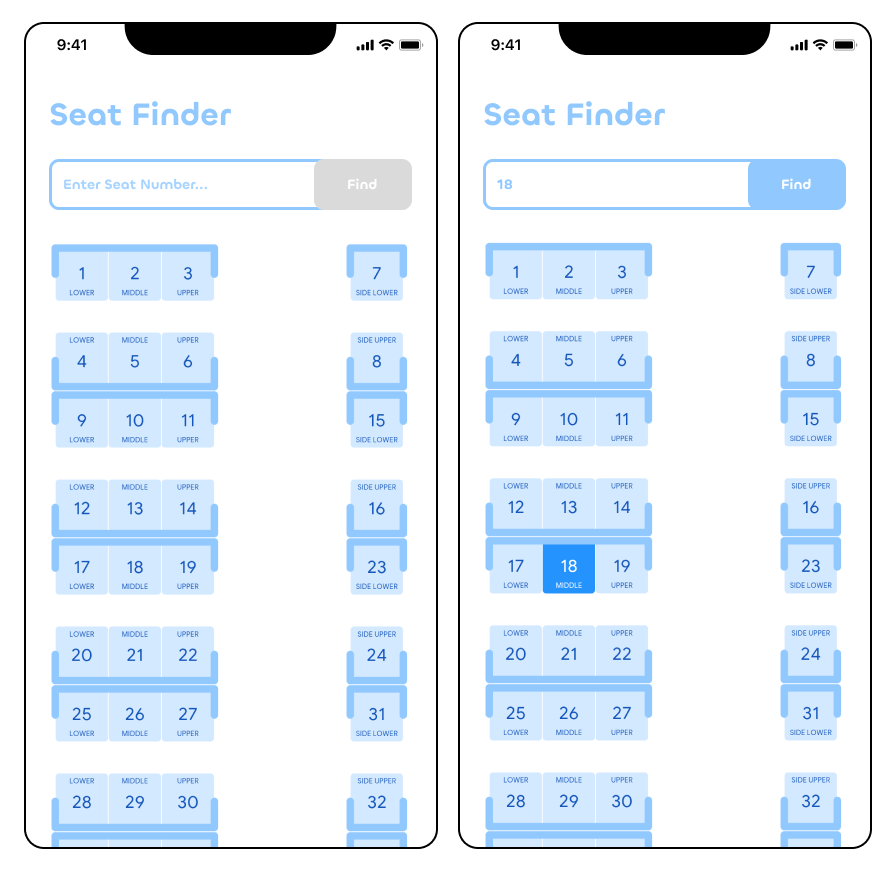 9:41
Seat Finder
Enter Seat Number... Find
1 2 3 7
LOWER MIDDLE UPPER SIDE LOWER
LOWER MIDDLE UPPER SIDE UPPER
4 5 6 8
9 10 11 15
LOWER MIDDLE UPPER SIDE LOWER
LOWER MIDDLE UPPER SIDE UPPER
12 13 14 16
17 18 19 23
LOWER MIDDLE UPPER SIDE LOWER
LOWER MIDDLE UPPER SIDE UPPER
20 21 22 24
25 26 27 31
LOWER MIDDLE UPPER SIDE LOWER
LOWER MIDDLE UPPER SIDE UPPER
28 29 30 32
9:41
Seat Finder
18 Find
1 2 3 7
LOWER MIDDLE UPPER SIDE LOWER
LOWER MIDDLE UPPER SIDE UPPER
4 5 6 8
9 10 11 15
LOWER MIDDLE UPPER SIDE LOWER
LOWER MIDDLE UPPER SIDE UPPER
12 13 14 16
17 18 19 23
LOWER MIDDLE UPPER SIDE LOWER
LOWER MIDDLE UPPER SIDE UPPER
20 21 22 24
25 26 27 31
LOWER MIDDLE UPPER SIDE LOWER
LOWER MIDDLE UPPER SIDE UPPER
28 29 30 32